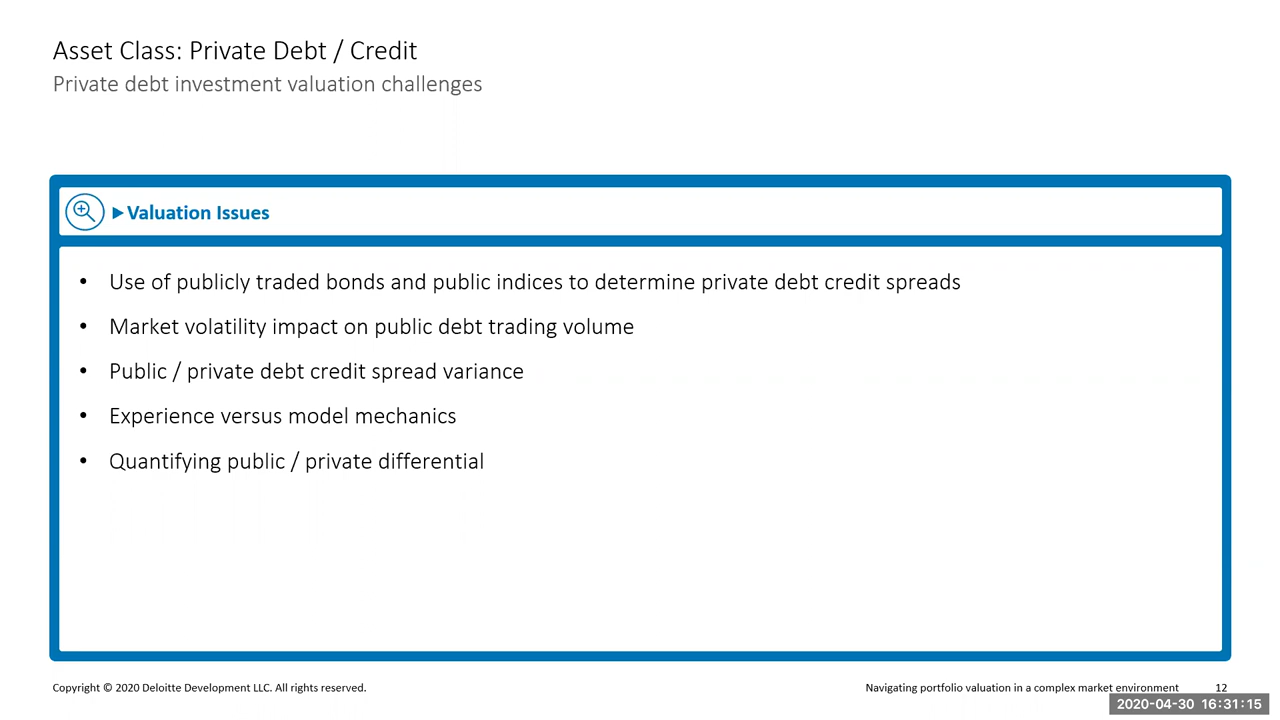 Asset Class: Private Debt / Credit
Private debt investment valuation challenges
▶Valuation Issues
• Use of publicly traded bonds and public indices to determine private debt credit spreads
• Market volatility impact on public debt trading volume
• Public / private debt credit spread variance
• Experience versus model mechanics
• Quantifying public / private differential
Copyright © 2020 Deloitte Development LLC. All rights reserved.
Navigating portfolio valuation in a complex market environment 12
2020-04-30 16:31:15